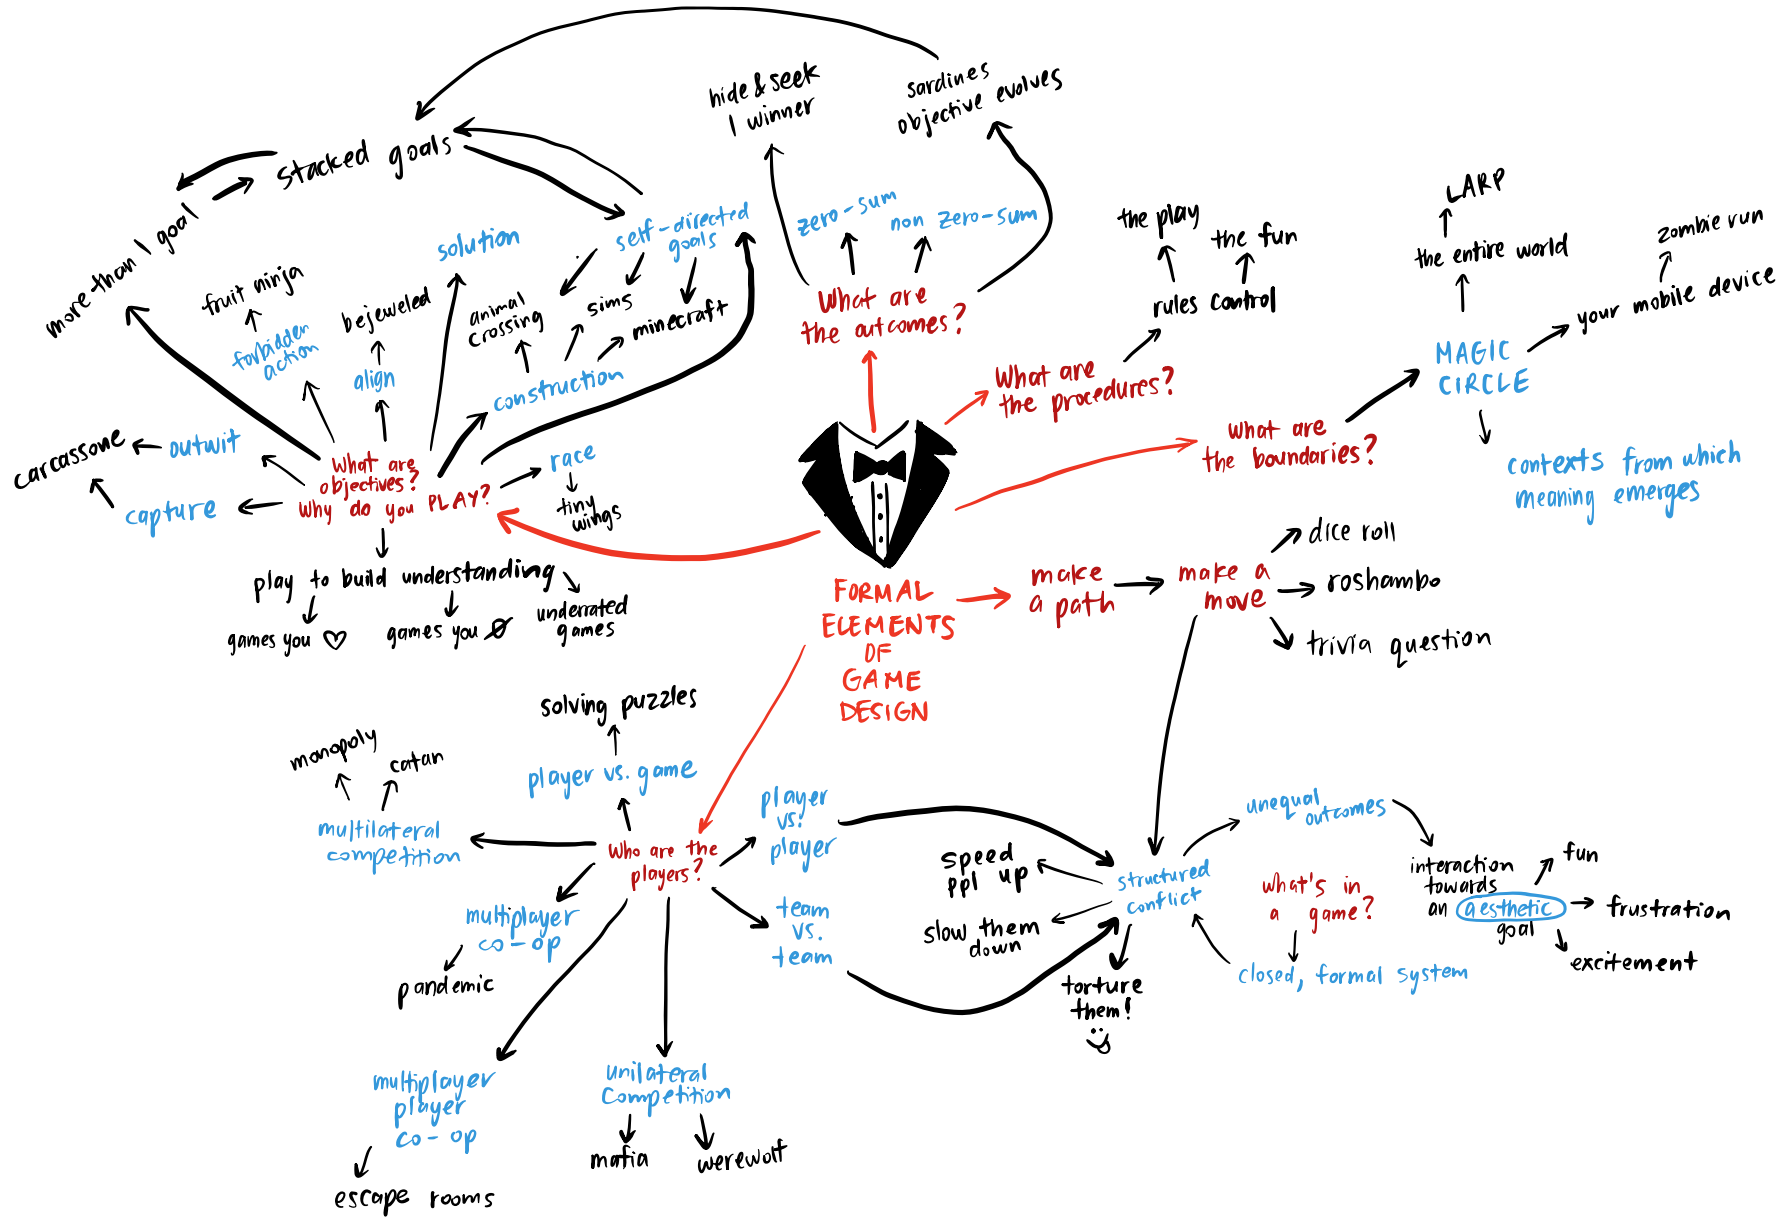 hide & seek
1 winner
sardines
objective evolves
stacked goals
more than 1 goal
solution
self-directed
goals
zero-sum
non zero-sum
the play
the fun
rules control
LARP
the entire world
zombie run
your mobile device
MAGIC
CIRCLE
contexts from which
meaning emerges
fruit ninja
forbidden
action
bejeweled
align
animal
crossing
sims
minecraft
construction
What are
the outcomes?
What are
the procedures?
What are
the boundaries?
carcassone
outwit
capture
What are
objectives?
Why do you PLAY?
race
tiny
wings
play to build understanding
games you ♡
games you
underrated
games
FORMAL
ELEMENTS
OF
GAME
DESIGN
make
a path
make a
move
dice roll
roshambo
trivia question
solving puzzles
player vs. game
monopoly
catan
multilateral
competition
Who are the
players?
player
vs.
player
team
vs.
team
multiplayer
co-op
pandemic
multiplayer
player
co-op
escape rooms
unilateral
competition
mafia
werewolf
speed
ppl up
slow them
down
structured
conflict
torture
them!
unequal
outcomes
what's in
a game?
closed, formal system
interaction
towards
an aesthetic
goal
fun
frustration
excitement